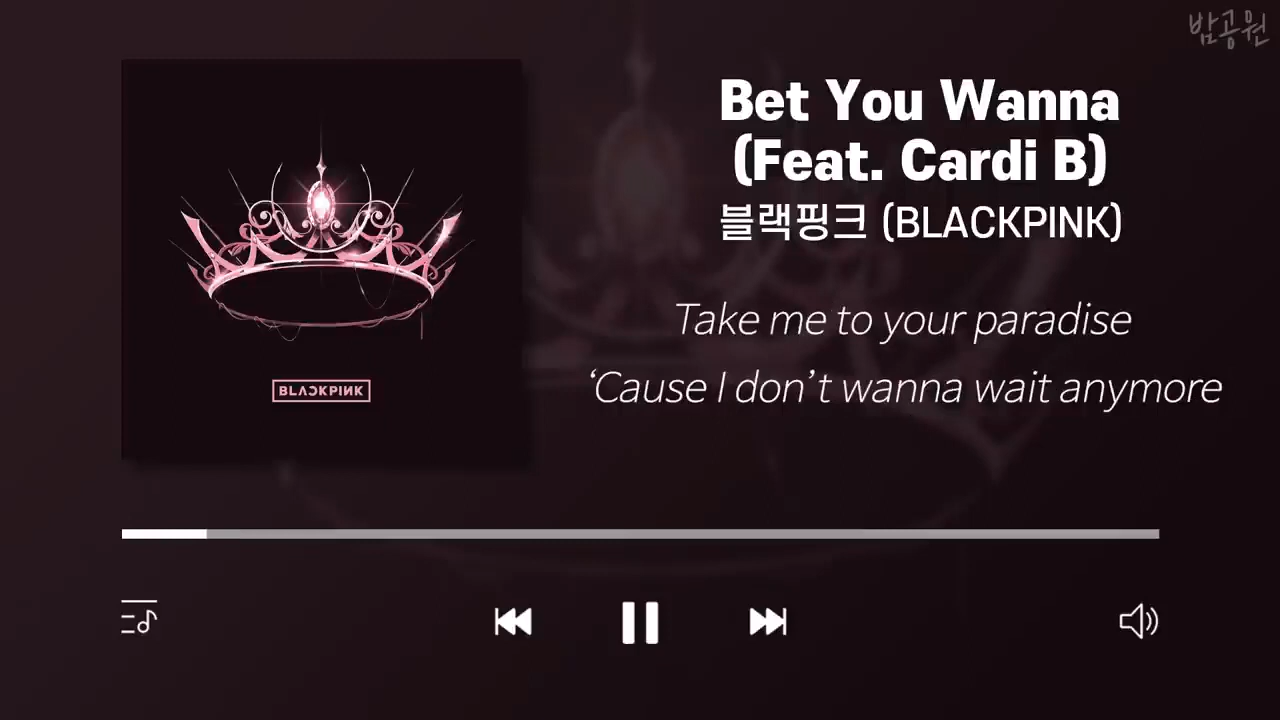 밤공원
Bet You Wanna
(Feat. Cardi B)
블랙핑크 (BLACKPINK)
Take me to your paradise
‘Cause I don’t wanna wait anymore
BLACKPINK